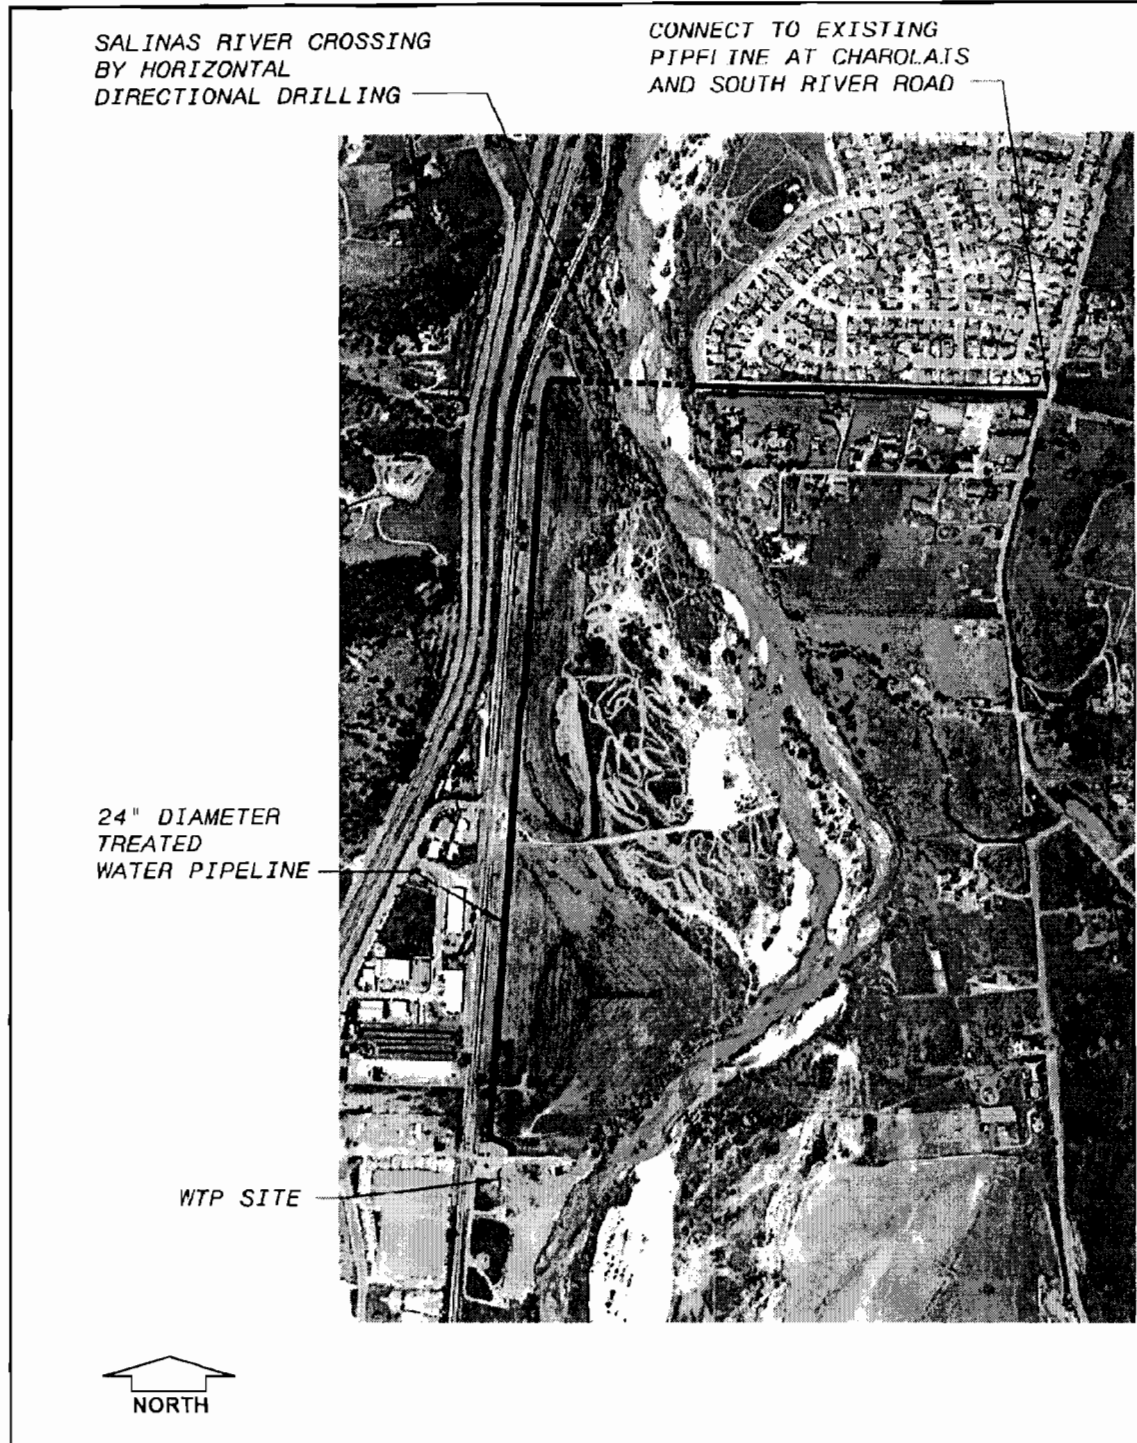 SALINAS RIVER CROSSING
BY HORIZONTAL
DIRECTIONAL DRILLING
CONNECT TO EXISTING
PIPELINE AT CHAROLAIS
AND SOUTH RIVER ROAD
24" DIAMETER
TREATED
WATER PIPELINE
WTP SITE
NORTH